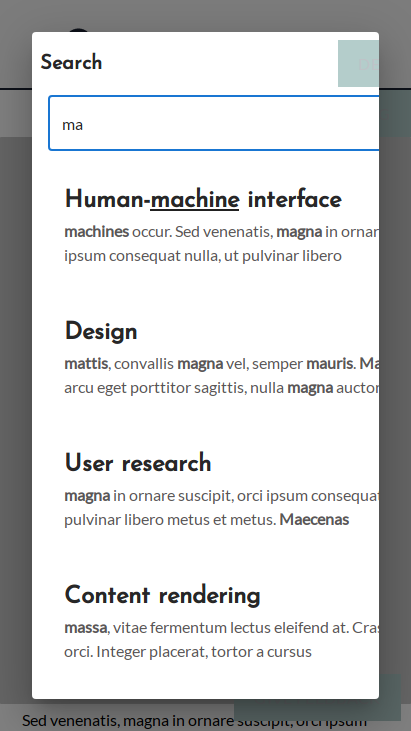 Search
ma
Human-machine interface
machines occur. Sed venenatis, magna in ornar
ipsum consequat nulla, ut pulvinar libero
Design
mattis, convallis magna vel, semper mauris. Ma
arcu eget porttitor sagittis, nulla magna auctor
User research
magna in ornare suscipit, orci ipsum consequat
pulvinar libero metus et metus. Maecenas
Content rendering
massa, vitae fermentum lectus eleifend at. Cras
orci. Integer placerat, tortor a cursus
Sed venenatis, magna in ornare suscipit, orci ipsum